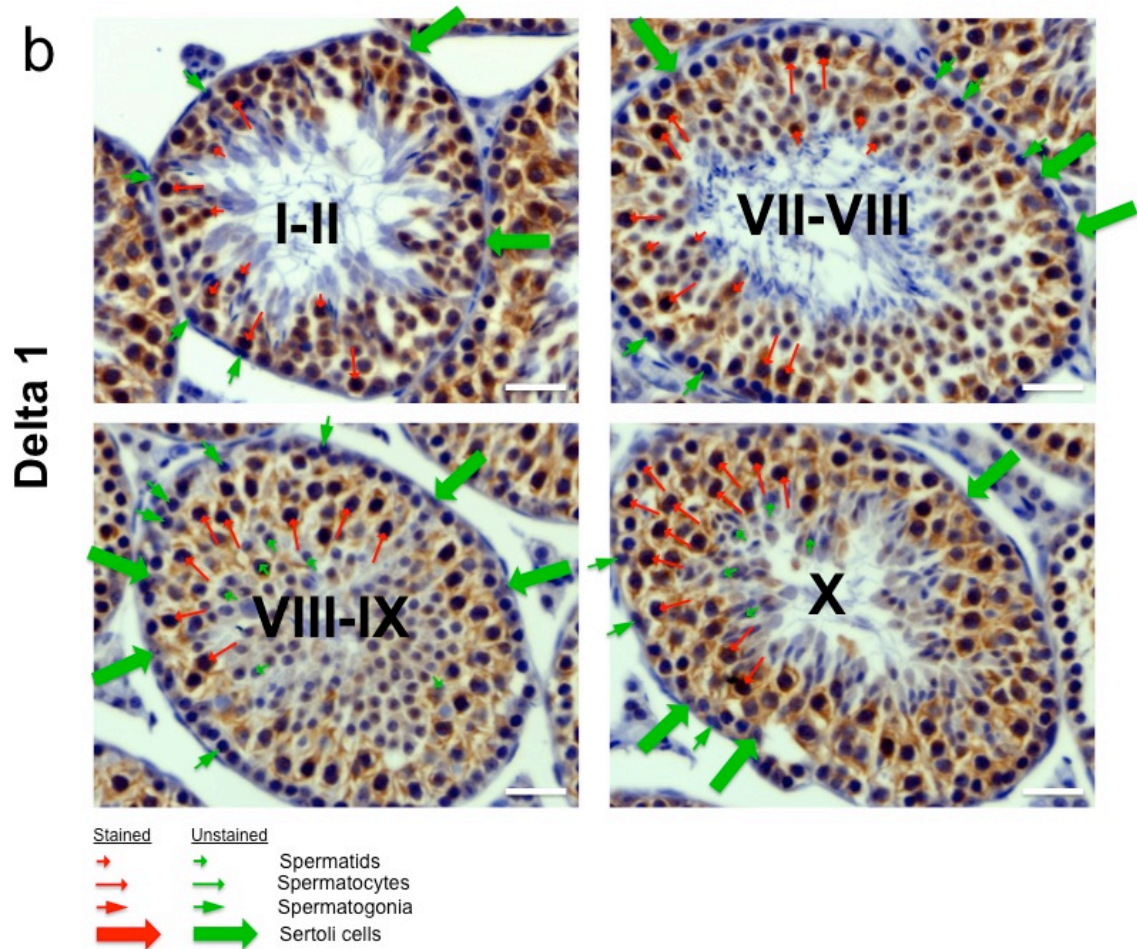 b
Delta 1
I-II
VII-VIII
VIII-IX
X
Stained Unstained
Spermatids
Spermatocytes
Spermatogonia
Sertoli cells